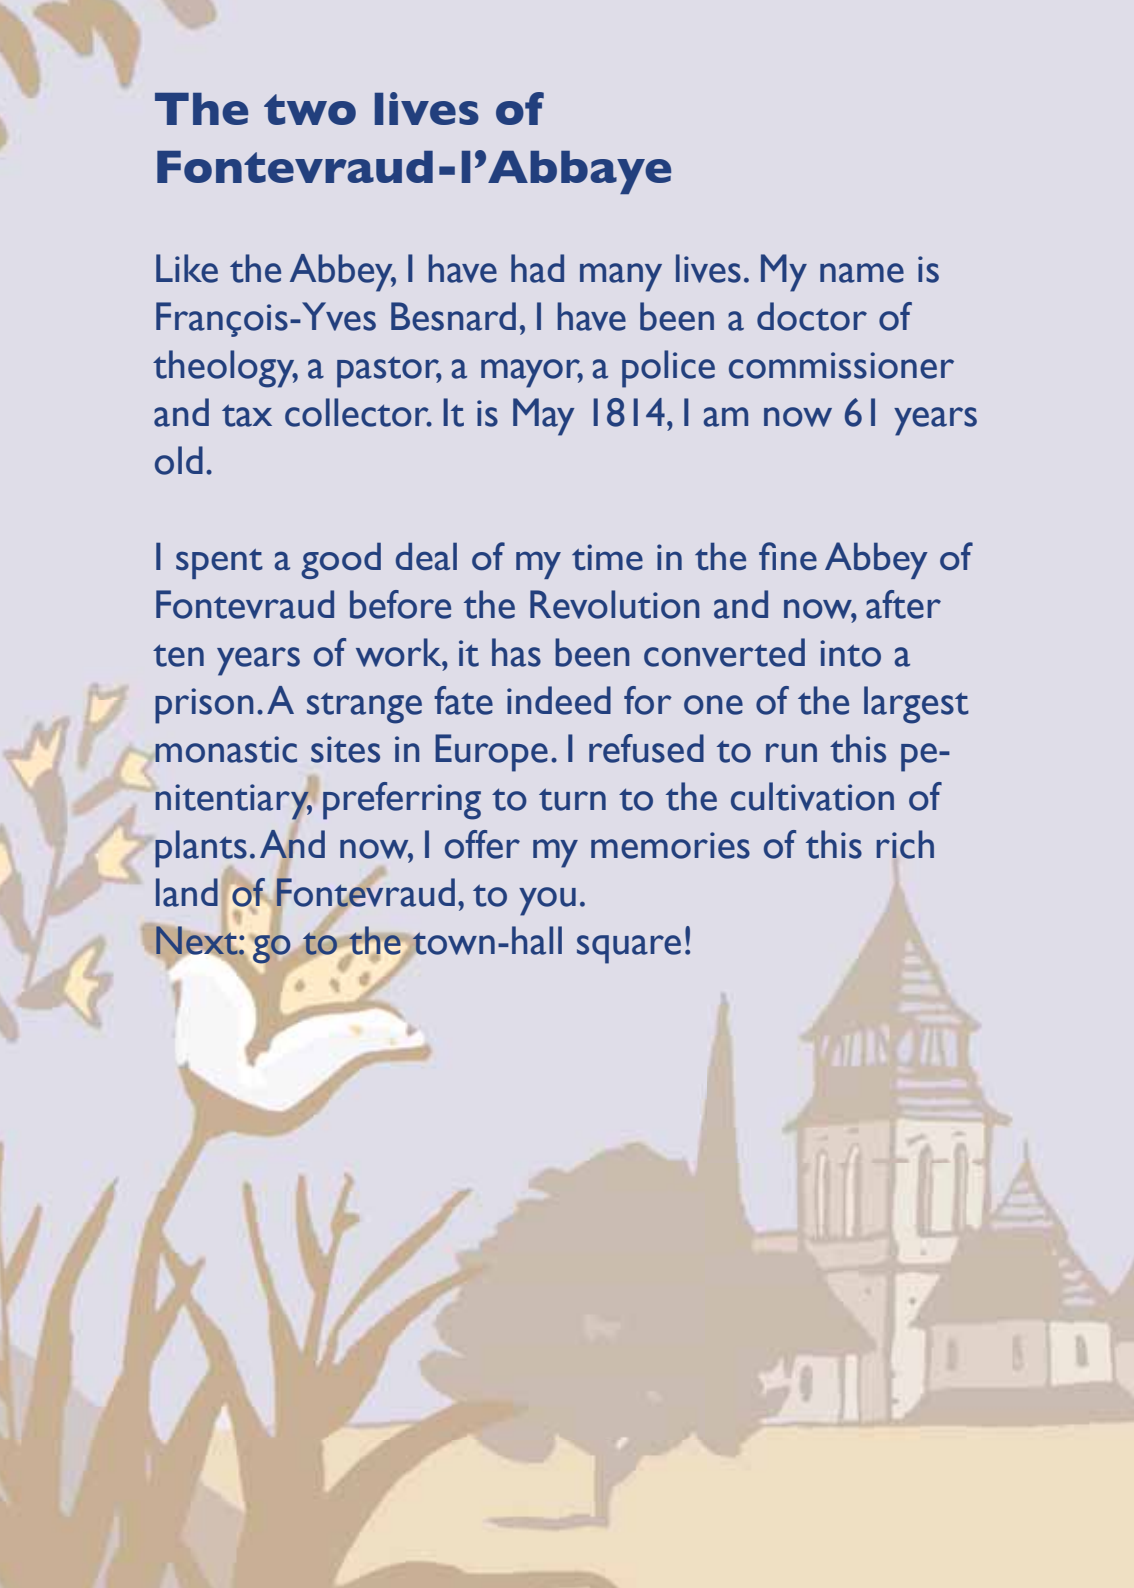 The two lives of
Fontevraud-l’Abbaye
Like the Abbey, I have had many lives. My name is
François-Yves Besnard, I have been a doctor of
theology, a pastor, a mayor, a police commissioner
and tax collector. It is May 1814, I am now 61 years
old.
I spent a good deal of my time in the fine Abbey of
Fontevraud before the Revolution and now, after
ten years of work, it has been converted into a
prison. A strange fate indeed for one of the largest
monastic sites in Europe. I refused to run this pe-
nitentiary, preferring to turn to the cultivation of
plants. And now, I offer my memories of this rich
land of Fontevraud, to you.
Next: go to the town-hall square!